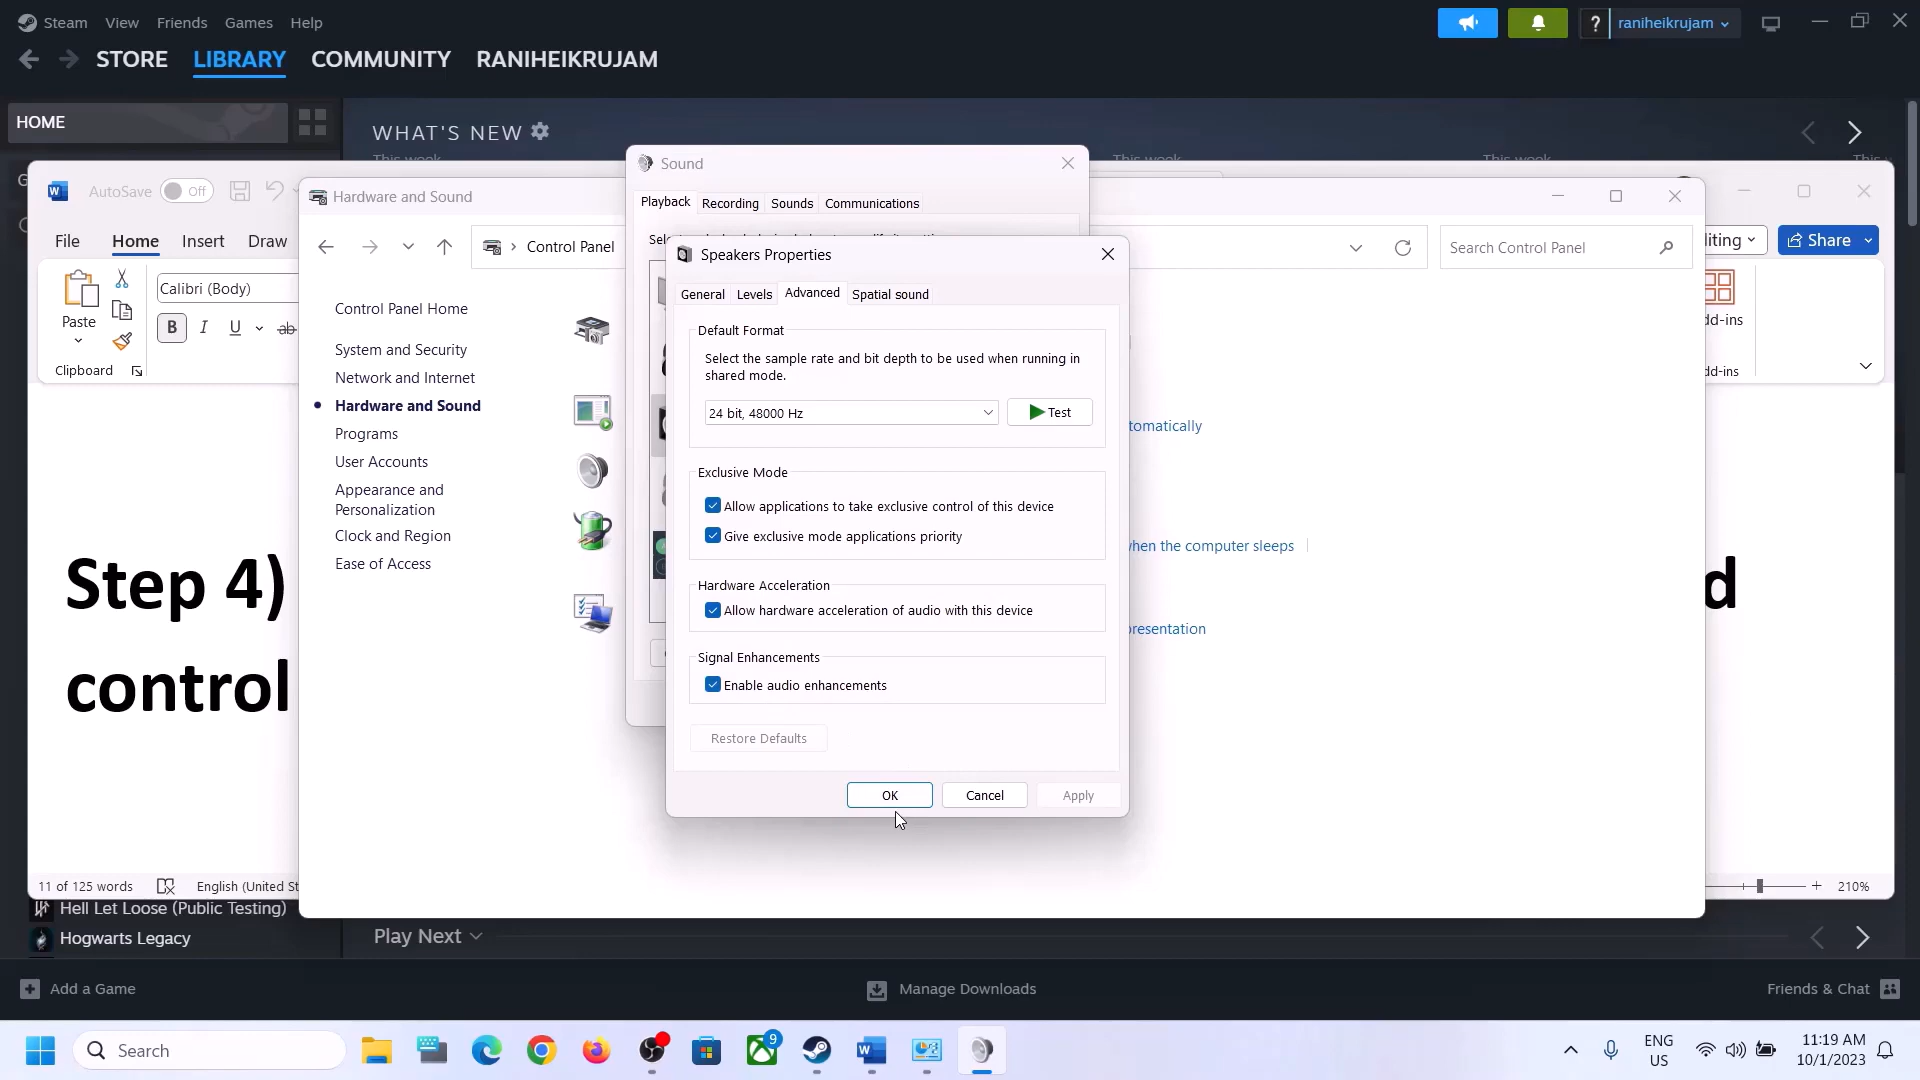 Steam View Friends Games Help
? raniheikrujam
STORE LIBRARY COMMUNITY RANIHEIKRUJAM
HOME
WHAT'S NEW
AutoSave Off
File Home Insert Draw
Share
Calibri (Body)
Paste
B I U ab
Clipboard
Hardware and Sound
Control Panel
Search Control Panel
Control Panel Home
System and Security
Network and Internet
Hardware and Sound
Programs
User Accounts
Appearance and
Personalization
Clock and Region
Ease of Access
Sound
Playback Recording Sounds Communications
Speakers Properties
General Levels Advanced Spatial sound
Default Format
Select the sample rate and bit depth to be used when running in
shared mode.
24 bit, 48000 Hz
Test
Exclusive Mode
Allow applications to take exclusive control of this device
Give exclusive mode applications priority
Hardware Acceleration
Allow hardware acceleration of audio with this device
Signal Enhancements
Enable audio enhancements
Restore Defaults
OK Cancel Apply
tomatically
when the computer sleeps
presentation
dd-ins
dd-ins
Step 4) d
control
11 of 125 words English (United St
210%
Hell Let Loose (Public Testing)
Hogwarts Legacy
Play Next
Add a Game Manage Downloads Friends & Chat
Search
9
ENG
US
11:19 AM
10/1/2023